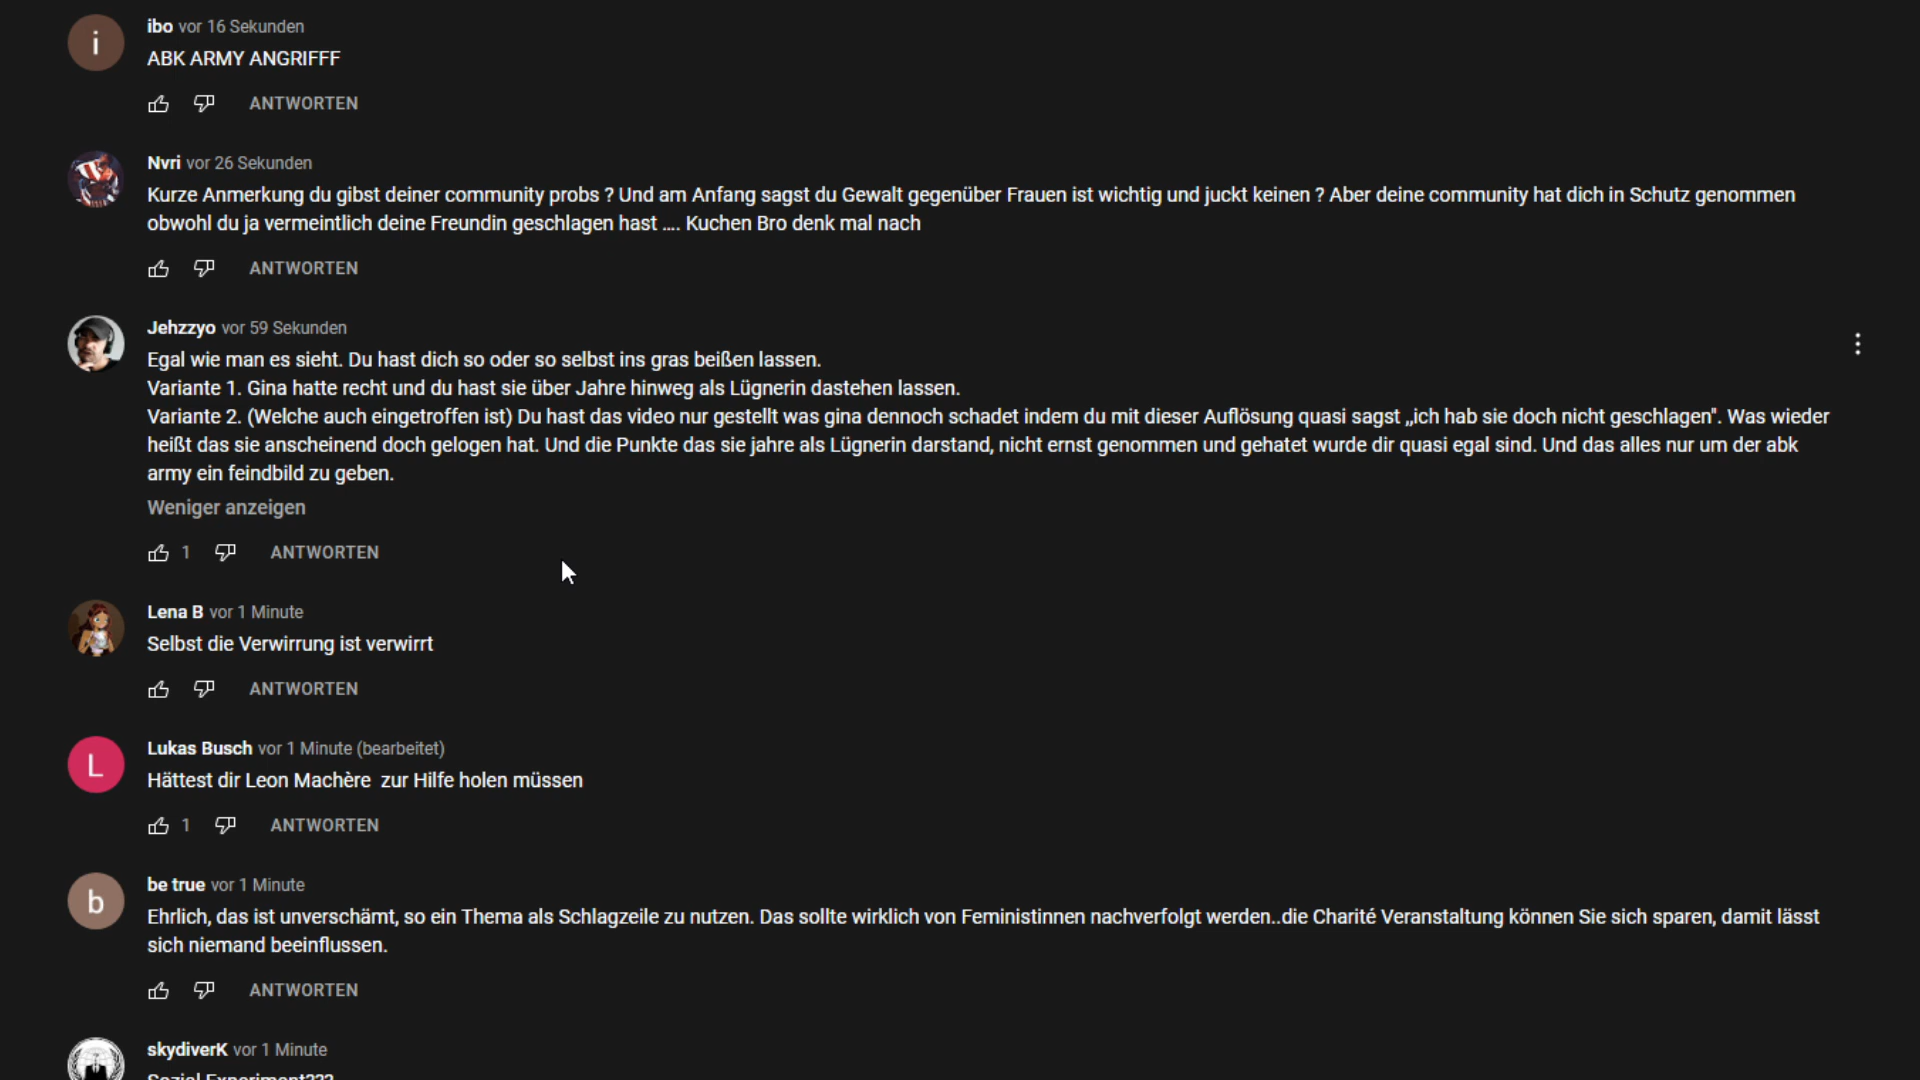 i
ibo vor 16 Sekunden
ABK ARMY ANGRIFFF
ANTWORTEN
Nvri vor 26 Sekunden
Kurze Anmerkung du gibst deiner community probs ? Und am Anfang sagst du Gewalt gegenüber Frauen ist wichtig und juckt keinen ? Aber deine community hat dich in Schutz genommen
obwohl du ja vermeintlich deine Freundin geschlagen hast .... Kuchen Bro denk mal nach
ANTWORTEN
Jehzzyo vor 59 Sekunden
Egal wie man es sieht. Du hast dich so oder so selbst ins gras beißen lassen.
Variante 1. Gina hatte recht und du hast sie über Jahre hinweg als Lügnerin dastehen lassen.
Variante 2. (Welche auch eingetroffen ist) Du hast das video nur gestellt was gina dennoch schadet indem du mit dieser Auflösung quasi sagst „ich hab sie doch nicht geschlagen". Was wieder
heißt das sie anscheinend doch gelogen hat. Und die Punkte das sie jahre als Lügnerin darstand, nicht ernst genommen und gehatet wurde dir quasi egal sind. Und das alles nur um der abk
army ein feindbild zu geben.
Weniger anzeigen
1 ANTWORTEN
Lena B vor 1 Minute
Selbst die Verwirrung ist verwirrt
ANTWORTEN
L
Lukas Busch vor 1 Minute (bearbeitet)
Hättest dir Leon Machère  zur Hilfe holen müssen
1 ANTWORTEN
b
be true vor 1 Minute
Ehrlich, das ist unverschämt, so ein Thema als Schlagzeile zu nutzen. Das sollte wirklich von Feministinnen nachverfolgt werden..die Charité Veranstaltung können Sie sich sparen, damit lässt
sich niemand beeinflussen.
ANTWORTEN
skydiverK vor 1 Minute
Sozial Experiment???